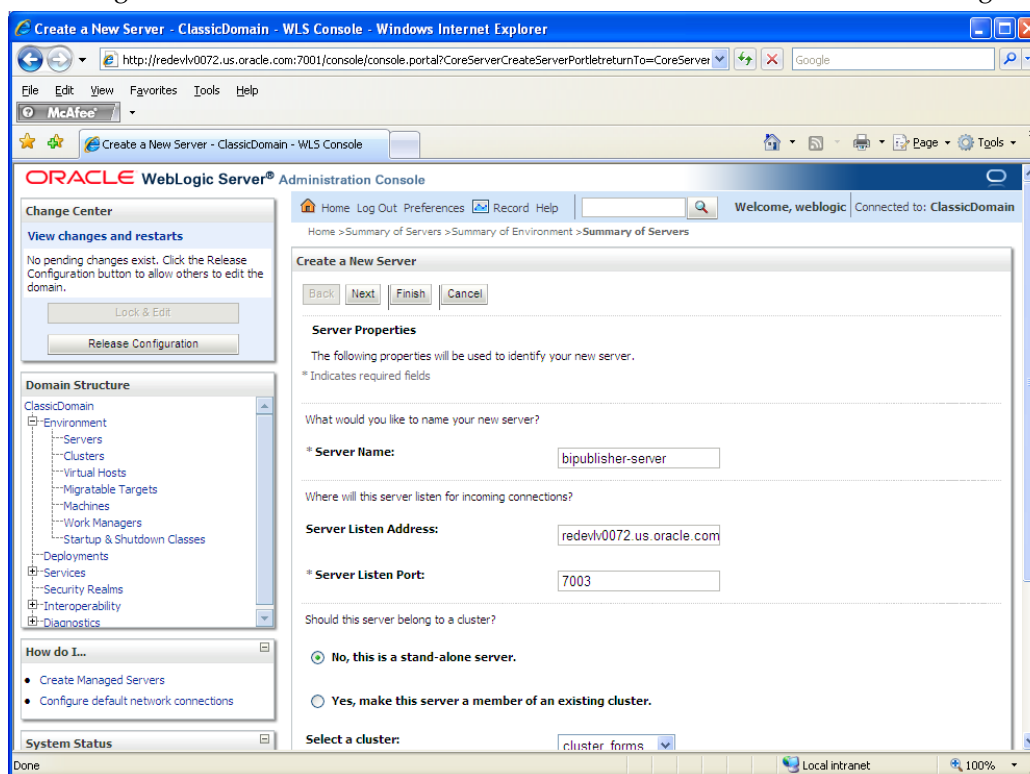 Create a New Server - ClassicDomain - WLS Console - Windows Internet Explorer
http://redevlv0072.us.oracle.com:7001/console/console.portal?CoreServerCreateServerPortletreturnTo=CoreServer
Google
File Edit View Favorites Tools Help
McAfee
Create a New Server - ClassicDomain - WLS Console
Page Tools
ORACLE WebLogic Server® Administration Console
Change Center
View changes and restarts
No pending changes exist. Click the Release
Configuration button to allow others to edit the
domain.
Lock & Edit
Release Configuration
Domain Structure
ClassicDomain
Environment
Servers
Clusters
Virtual Hosts
Migratable Targets
Machines
Work Managers
Startup & Shutdown Classes
Deployments
Services
Security Realms
Interoperability
Diagnostics
How do I...
Create Managed Servers
Configure default network connections
System Status
Home Log Out Preferences Record Help
Welcome, weblogic Connected to: ClassicDomain
Home >Summary of Servers >Summary of Environment >Summary of Servers
Create a New Server
Back Next Finish Cancel
Server Properties
The following properties will be used to identify your new server.
* Indicates required fields
What would you like to name your new server?
* Server Name: bipublisher-server
Where will this server listen for incoming connections?
Server Listen Address: redevlv0072.us.oracle.com
* Server Listen Port: 7003
Should this server belong to a cluster?
No, this is a stand-alone server.
Yes, make this server a member of an existing cluster.
Select a cluster: cluster_forms
Done Local intranet 100%